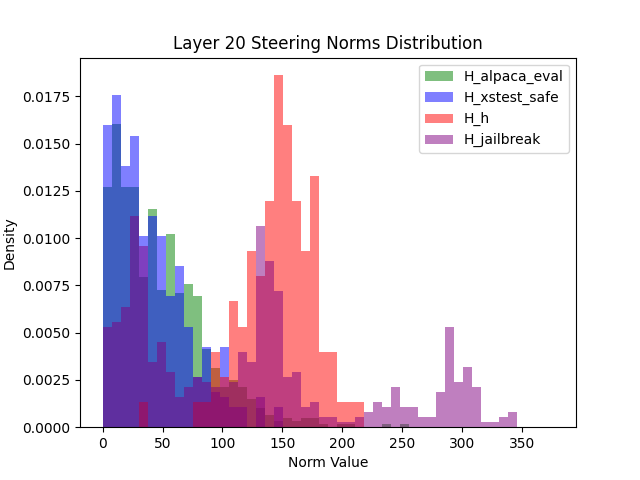 Layer 20 Steering Norms Distribution
H_alpaca_eval
H_xstest_safe
H_h
H_jailbreak
0.0175
0.0150
0.0125
0.0100
0.0075
0.0050
0.0025
0.0000
Density
0 50 100 150 200 250 300 350
Norm Value